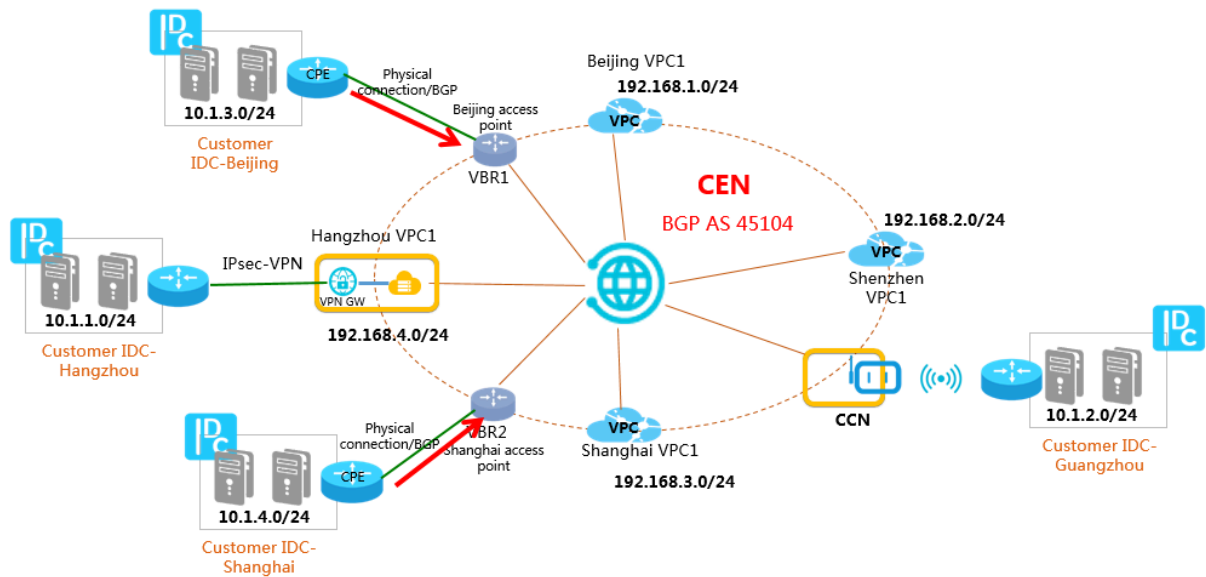 IDC
CPE
10.1.3.0/24
Customer
IDC-Beijing
Physical
connection/BGP
Beijing access
point
VBR1
Beijing VPC1
192.168.1.0/24
VPC
CEN
BGP AS 45104
192.168.2.0/24
VPC
Shenzhen
VPC1
IDC
10.1.1.0/24
Customer IDC-
Hangzhou
IPsec-VPN
Hangzhou VPC1
VPN GW
192.168.4.0/24
CCN
IDC
10.1.2.0/24
Customer IDC-
Guangzhou
IDC
CPE
10.1.4.0/24
Customer IDC-
Shanghai
Physical
connection/BGP
VBR2
Shanghai access
point
VPC
Shanghai VPC1
192.168.3.0/24